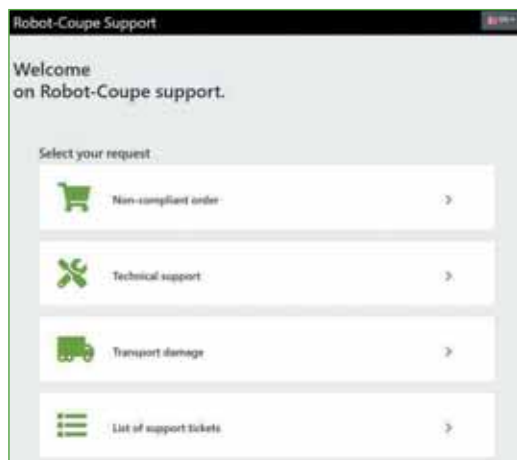 Robot-Coupe Support
Welcome
on Robot-Coupe support.
Select your request
Non-compliant order
Technical support
Transport damage
List of support tickets